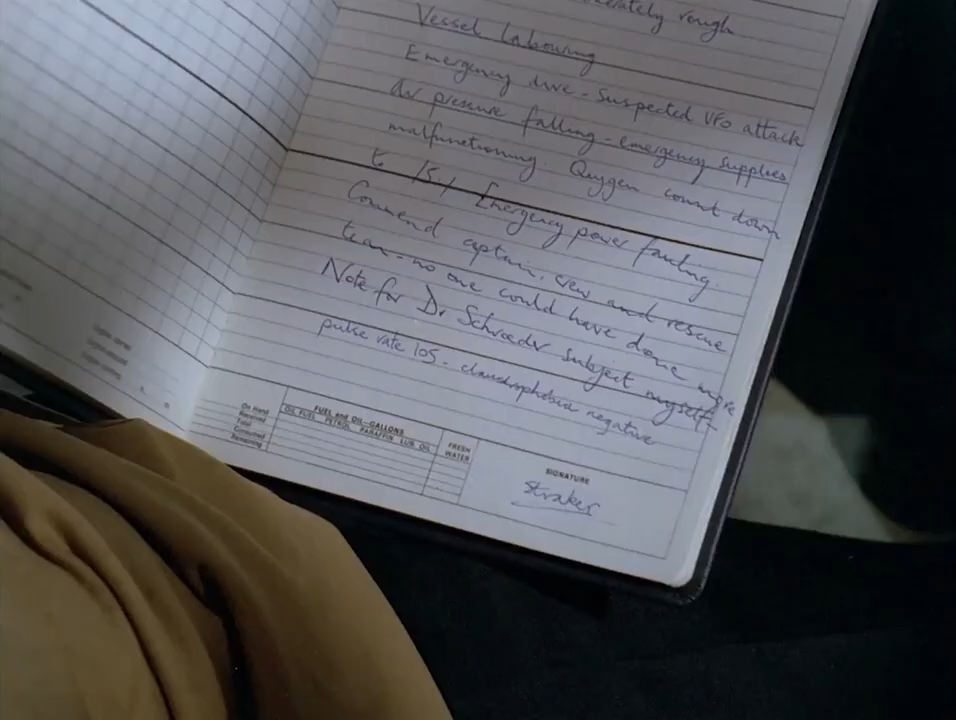 rough
Vessel Labouring
Emergency dive - Suspected UFO attack
Air pressure falling - emergency supplies
malfunctioning. Oxygen count down
to 15. Emergency power
Commend captain, crew and rescue
team - no one could have done more
Note for Dr Schroeder subject myself -
pulse rate 105 - claustrophobia negative
On Hand
Received
Total
Consumed
Remaining
FUEL and OIL—GALLONS
OIL FUEL PETROL PARAFFIN LUB. OIL
FRESH WATER
SIGNATURE
Straker